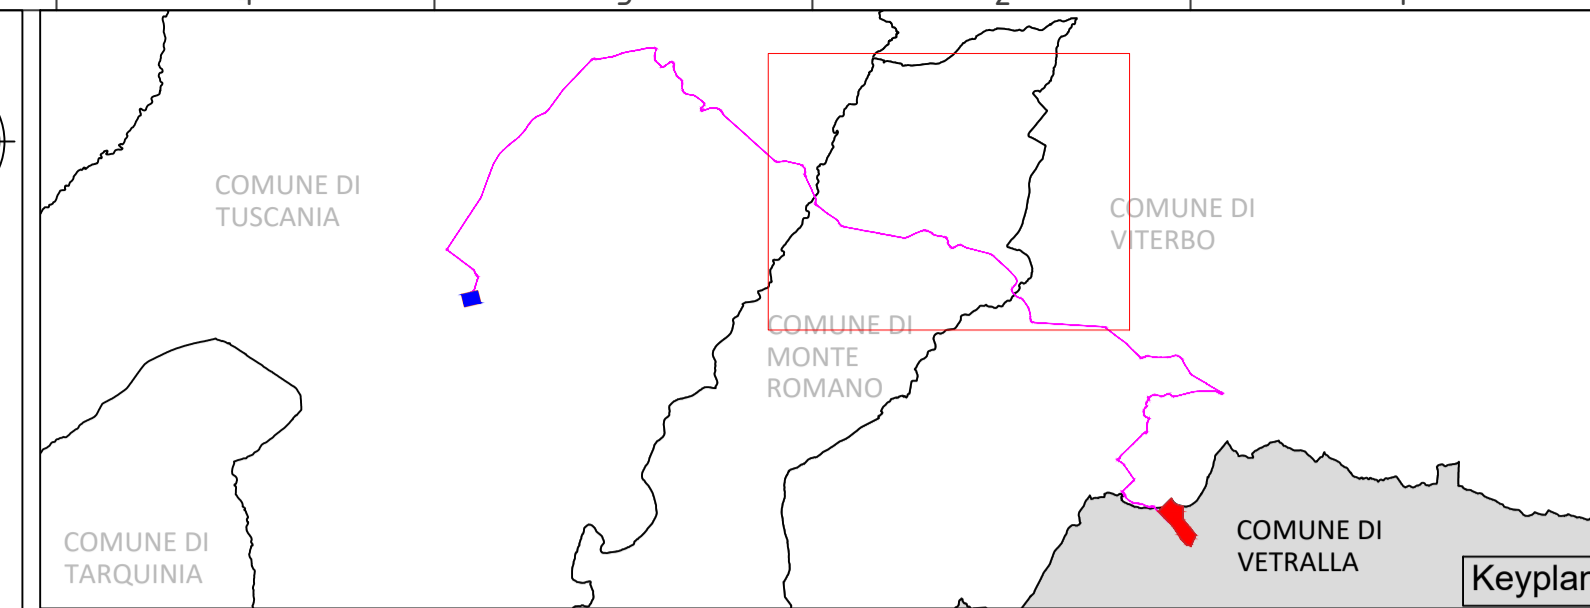 COMUNE DI
TUSCANIA
COMUNE DI
VITERBO
COMUNE DI
MONTE
ROMANO
COMUNE DI
VETRALLA
COMUNE DI
TARQUINIA